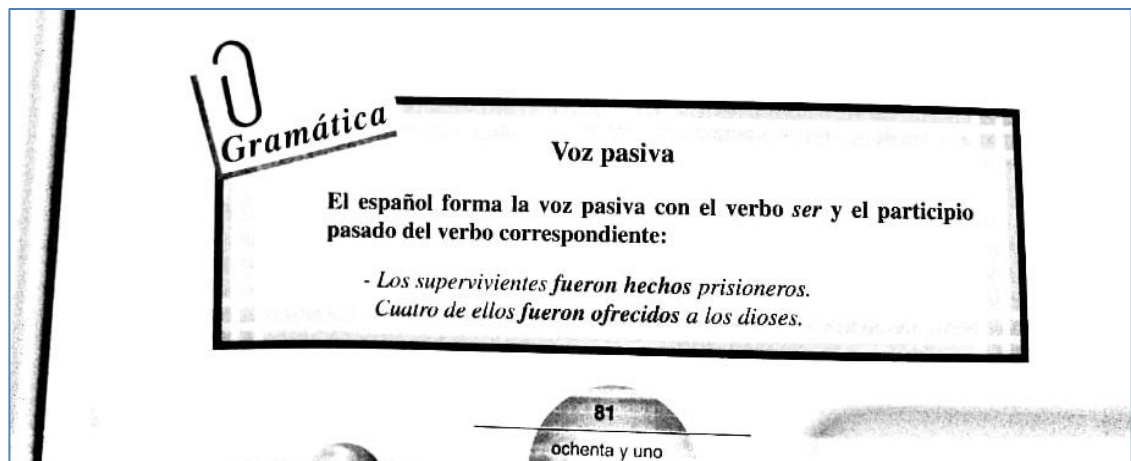 Gramática
Voz pasiva
El español forma la voz pasiva con el verbo ser y el participio
pasado del verbo correspondiente:
- Los supervivientes fueron hechos prisioneros.
Cuatro de ellos fueron ofrecidos a los dioses.
81
ochenta y uno